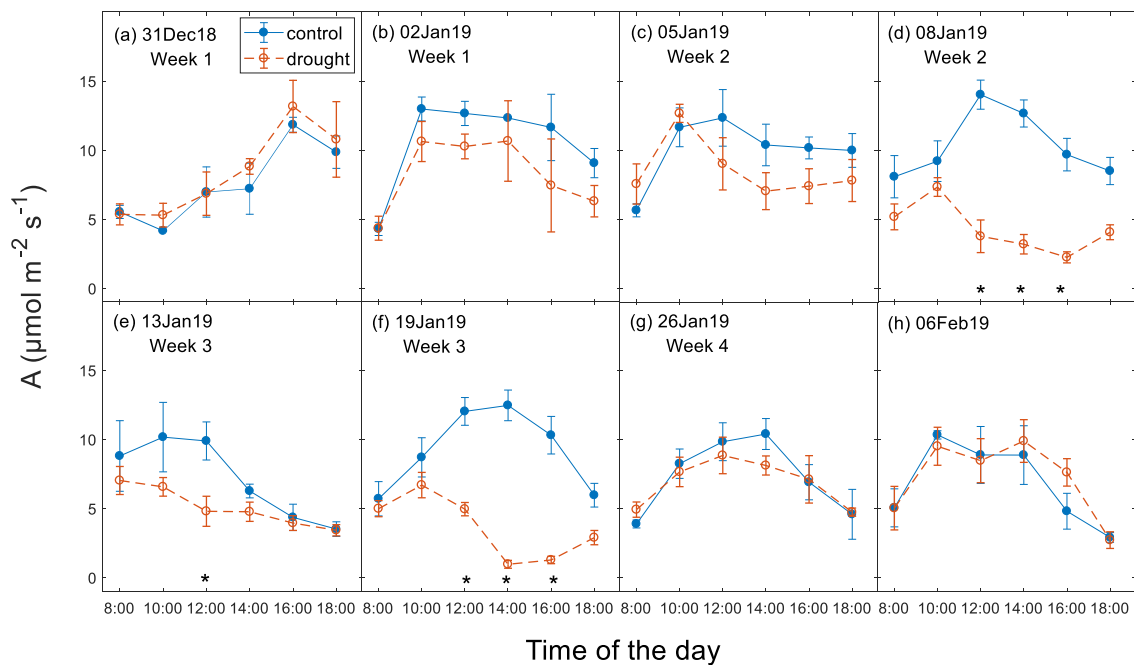 (a) 31Dec18
Week 1
control
drought
(b) 02Jan19
Week 1
(c) 05Jan19
Week 2
(d) 08Jan19
Week 2
15
10
5
0
* * *
A (μmol m⁻² s⁻¹)
(e) 13Jan19
Week 3
(f) 19Jan19
Week 3
(g) 26Jan19
Week 4
(h) 06Feb19
15
10
5
0
*
* * *
8:00 10:00 12:00 14:00 16:00 18:00
8:00 10:00 12:00 14:00 16:00 18:00
8:00 10:00 12:00 14:00 16:00 18:00
8:00 10:00 12:00 14:00 16:00 18:00
Time of the day